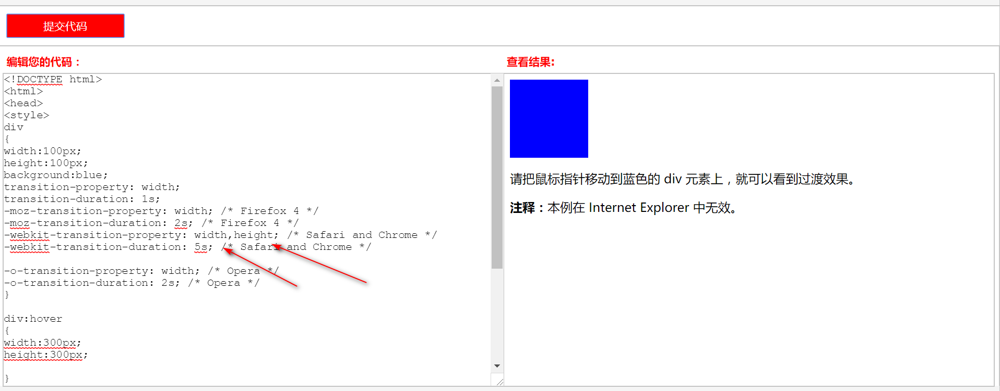 提交代码
编辑您的代码：
<!DOCTYPE html>
<html>
<head>
<style>
div
{
width:100px;
height:100px;
background:blue;
transition-property: width;
transition-duration: 1s;
-moz-transition-property: width; /* Firefox 4 */
-moz-transition-duration: 2s; /* Firefox 4 */
-webkit-transition-property: width,height; /* Safari and Chrome */
-webkit-transition-duration: 5s; /* Safari and Chrome */
-o-transition-property: width; /* Opera */
-o-transition-duration: 2s; /* Opera */
}
div:hover
{
width:300px;
height:300px;
}
查看结果:
请把鼠标指针移动到蓝色的 div 元素上，就可以看到过渡效果。
注释：本例在 Internet Explorer 中无效。